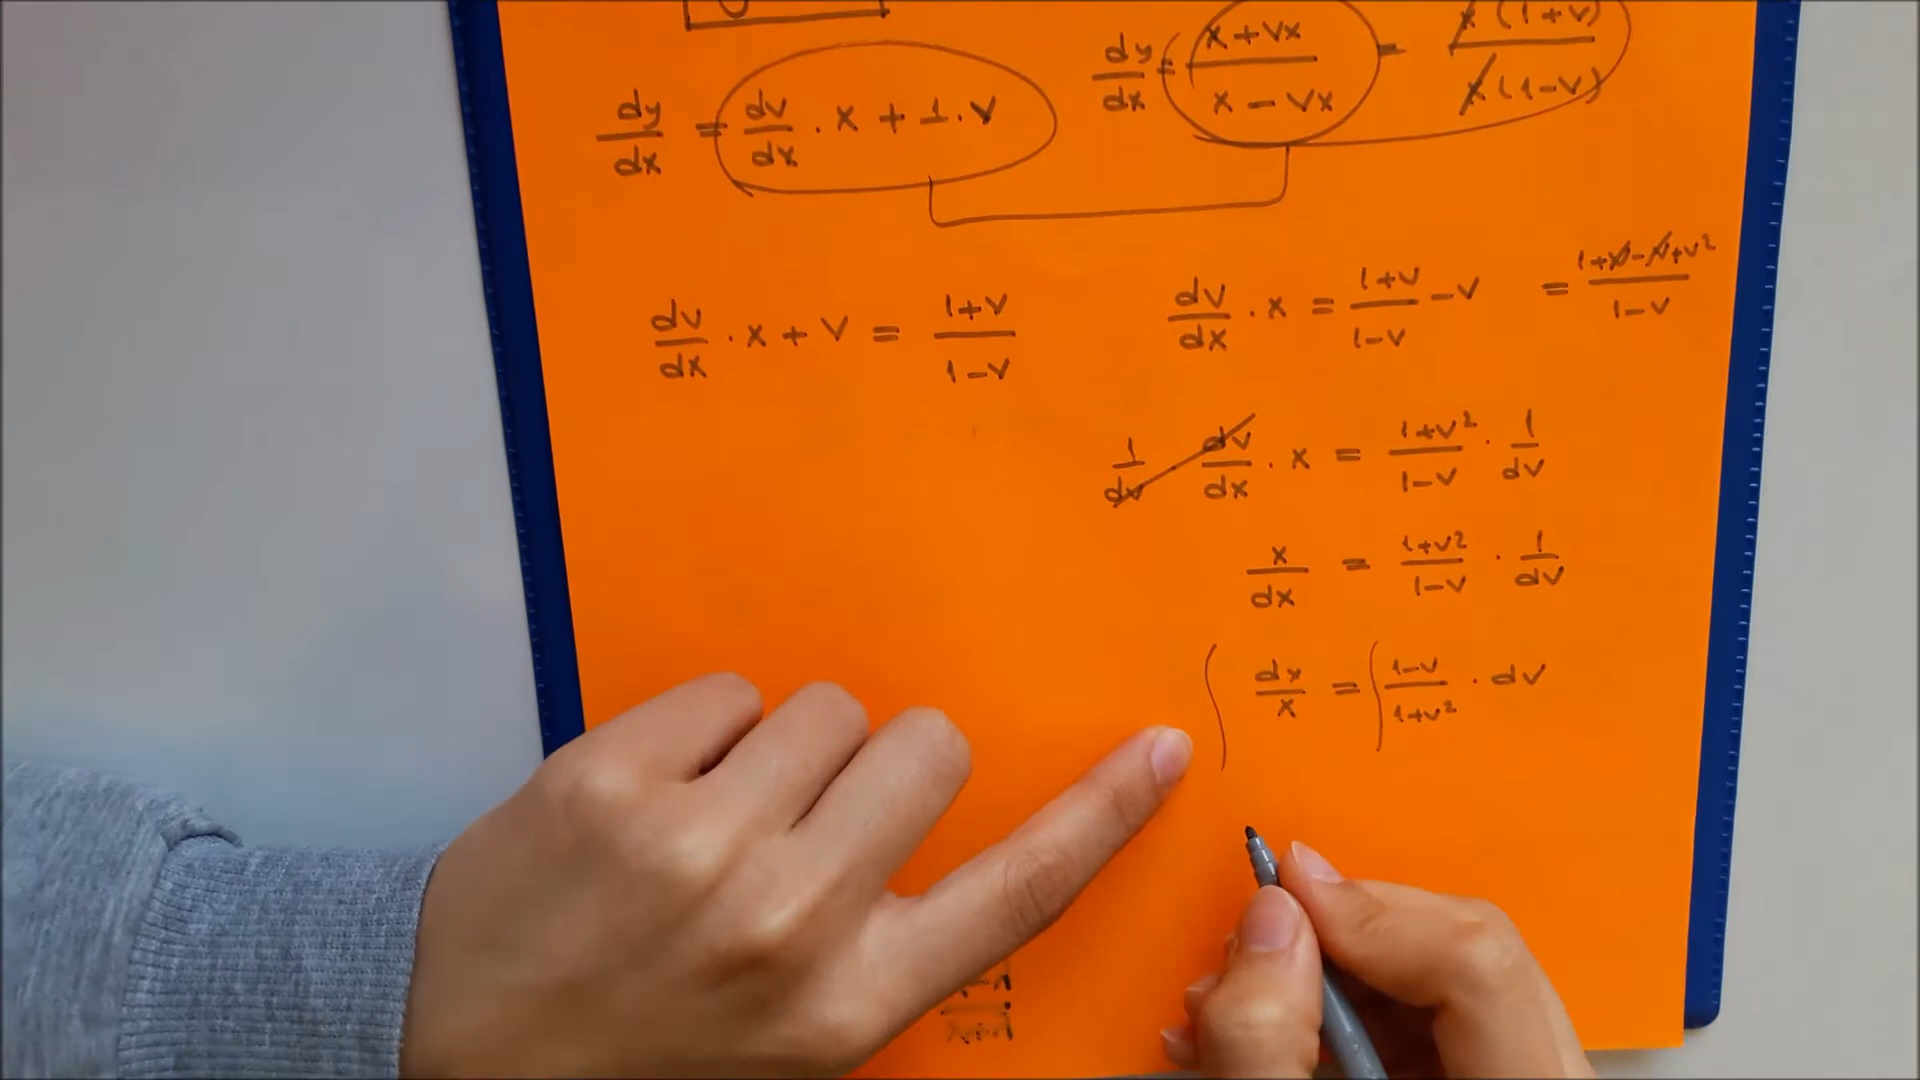 dy/dx = dv/dx · x + 1 · v
dy/dx = (x + vx)/(x - vx) = x(1+v)/x(1-v)
dv/dx · x + v = (1+v)/(1-v)
dv/dx · x = (1+v)/(1-v) - v = (1+v-v+v²)/(1-v)
1/dv · dv/dx · x = (1+v²)/(1-v) · 1/dv
x/dx = (1+v²)/(1-v) · 1/dv
∫ dx/x = ∫ (1-v)/(1+v²) · dv